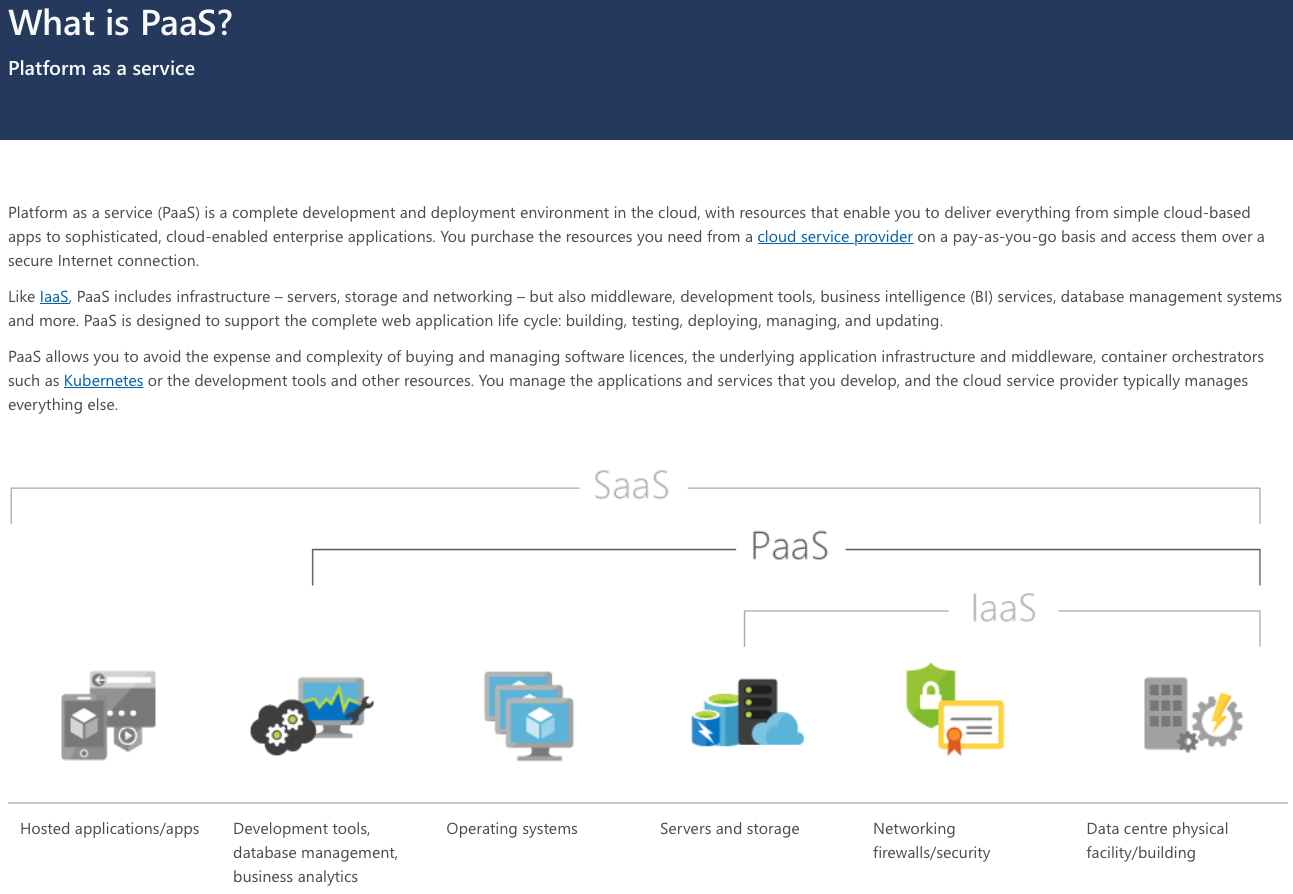 What is PaaS?
Platform as a service
Platform as a service (PaaS) is a complete development and deployment environment in the cloud, with resources that enable you to deliver everything from simple cloud-based
apps to sophisticated, cloud-enabled enterprise applications. You purchase the resources you need from a cloud service provider on a pay-as-you-go basis and access them over a
secure Internet connection.
Like IaaS, PaaS includes infrastructure – servers, storage and networking – but also middleware, development tools, business intelligence (BI) services, database management systems
and more. PaaS is designed to support the complete web application life cycle: building, testing, deploying, managing, and updating.
PaaS allows you to avoid the expense and complexity of buying and managing software licences, the underlying application infrastructure and middleware, container orchestrators
such as Kubernetes or the development tools and other resources. You manage the applications and services that you develop, and the cloud service provider typically manages
everything else.
SaaS
PaaS
IaaS
Hosted applications/apps
Development tools,
database management,
business analytics
Operating systems
Servers and storage
Networking
firewalls/security
Data centre physical
facility/building